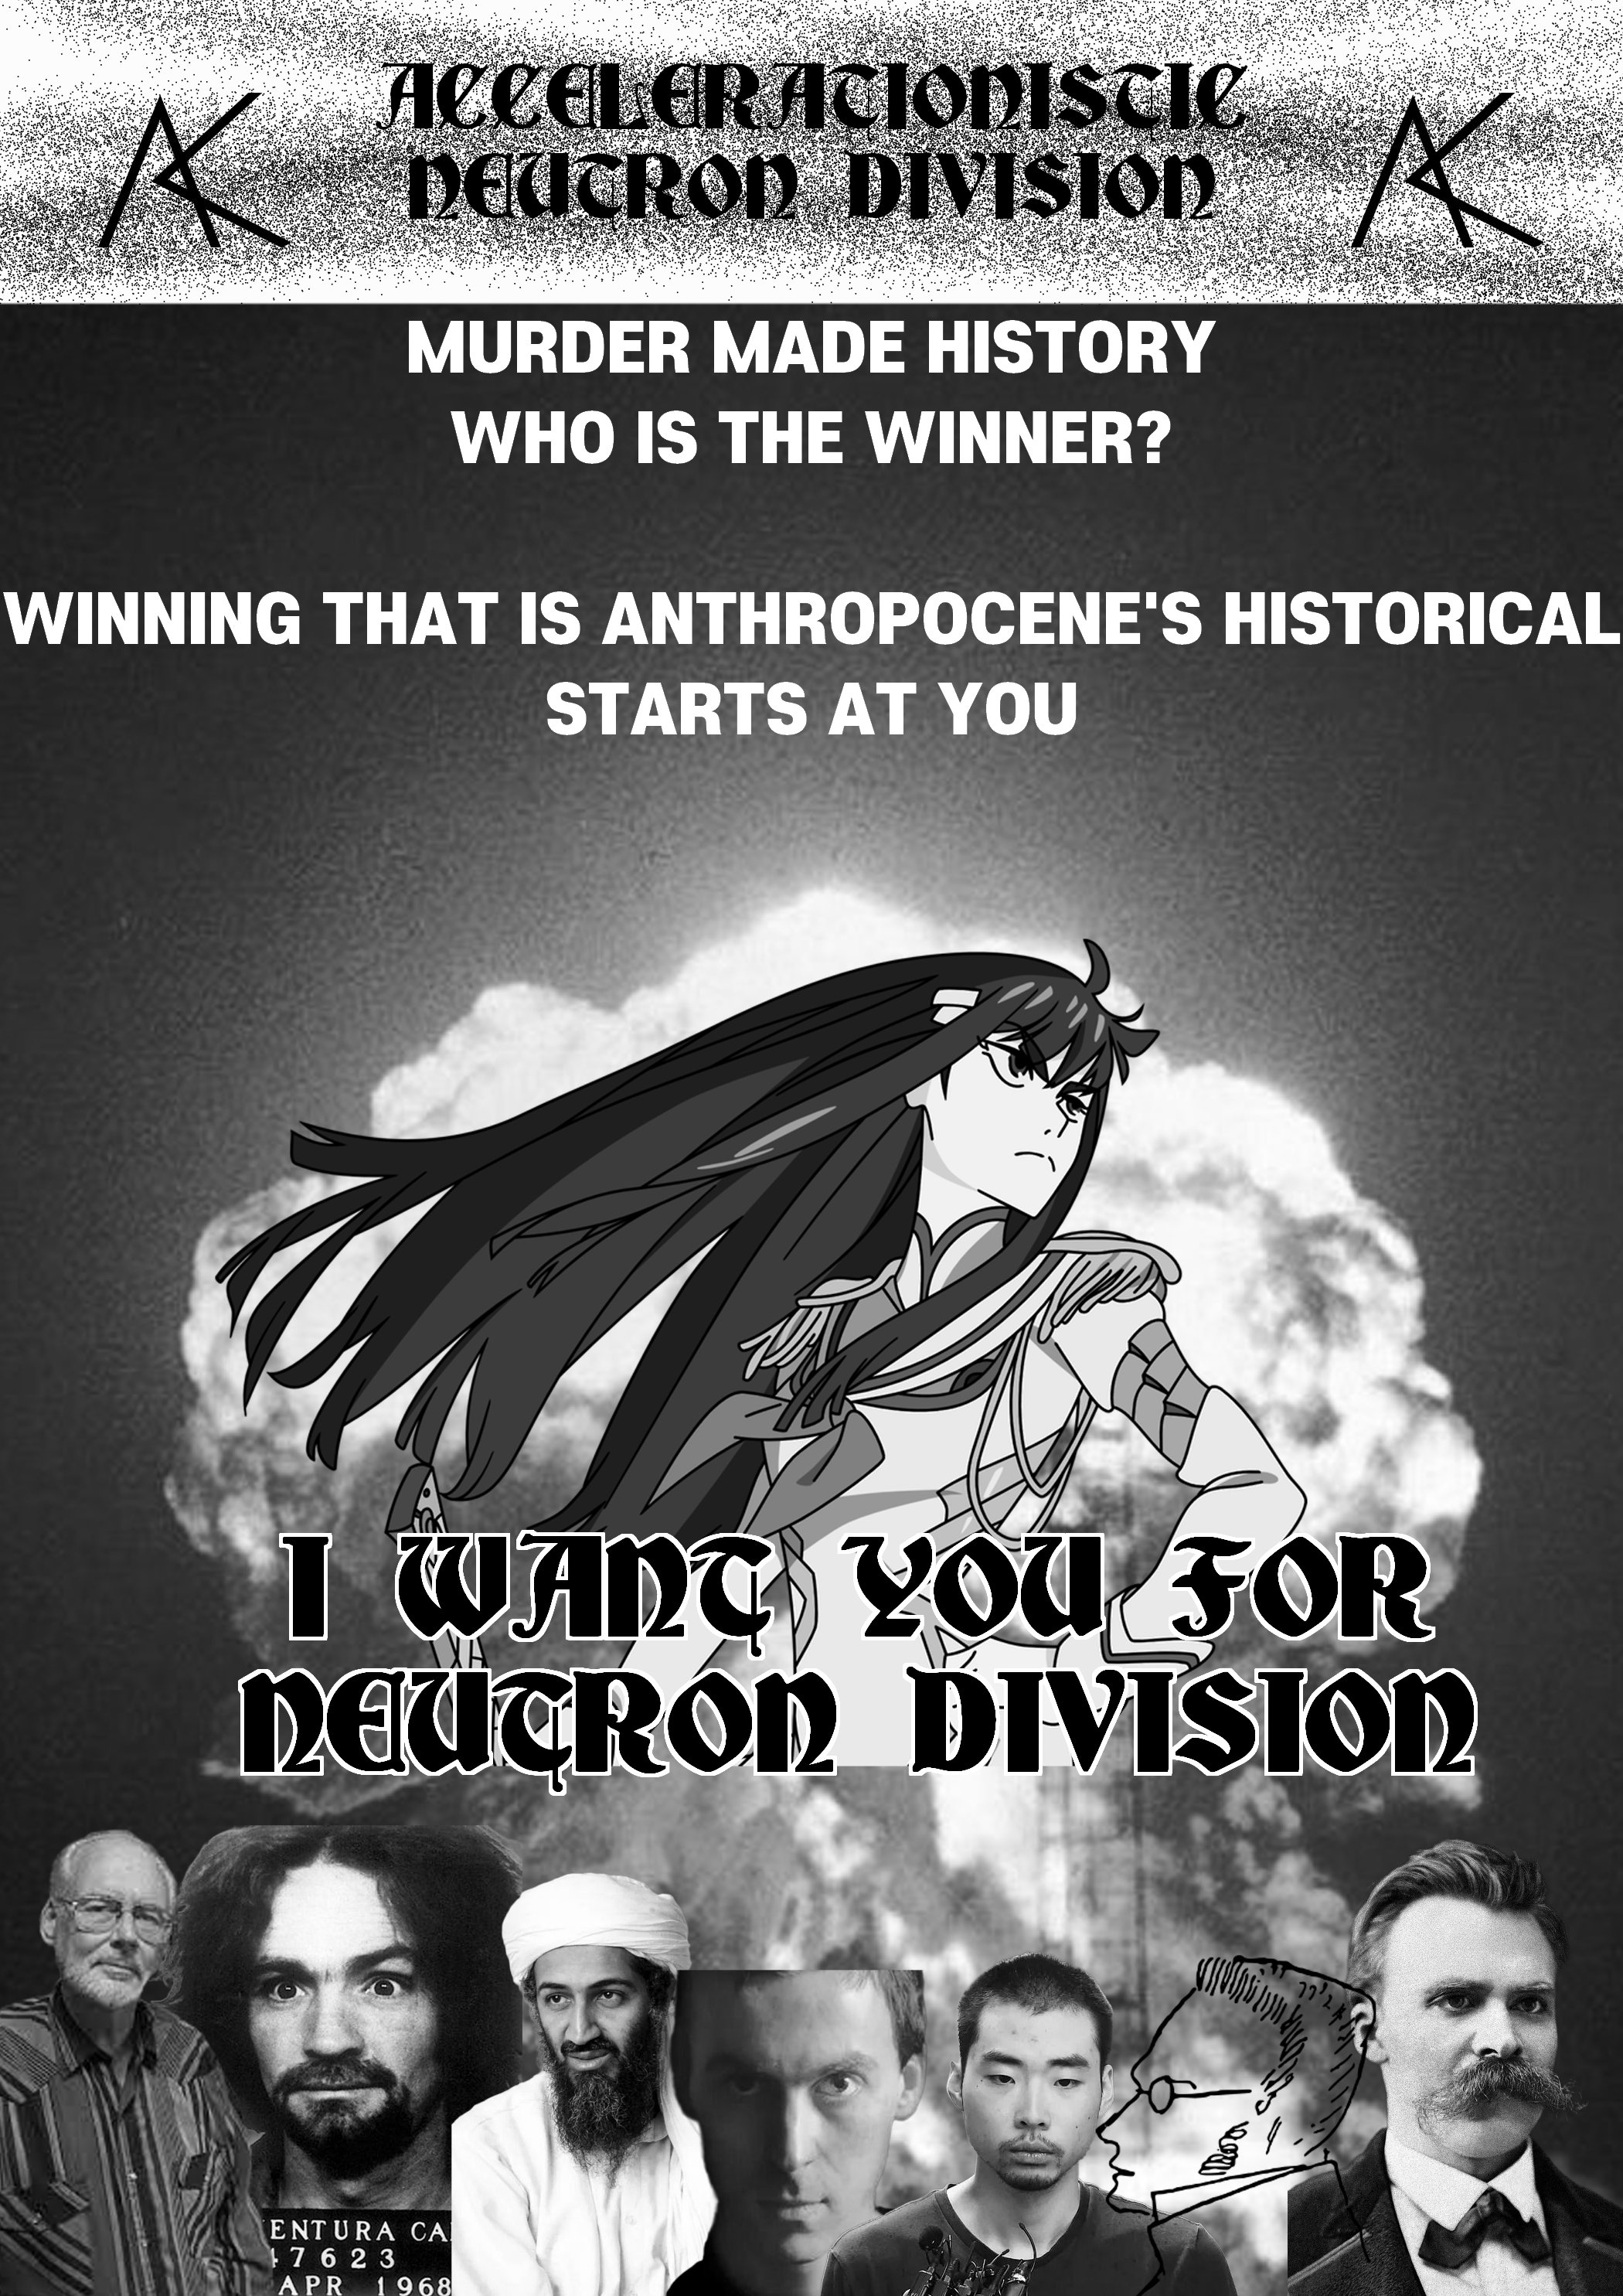 ACCELERATIONISTIC
NEUTRON DIVISION
MURDER MADE HISTORY
WHO IS THE WINNER?
WINNING THAT IS ANTHROPOCENE'S HISTORICAL
STARTS AT YOU
I WANT YOU FOR
NEUTRON DIVISION
ENTURA CA
47623
APR 1968